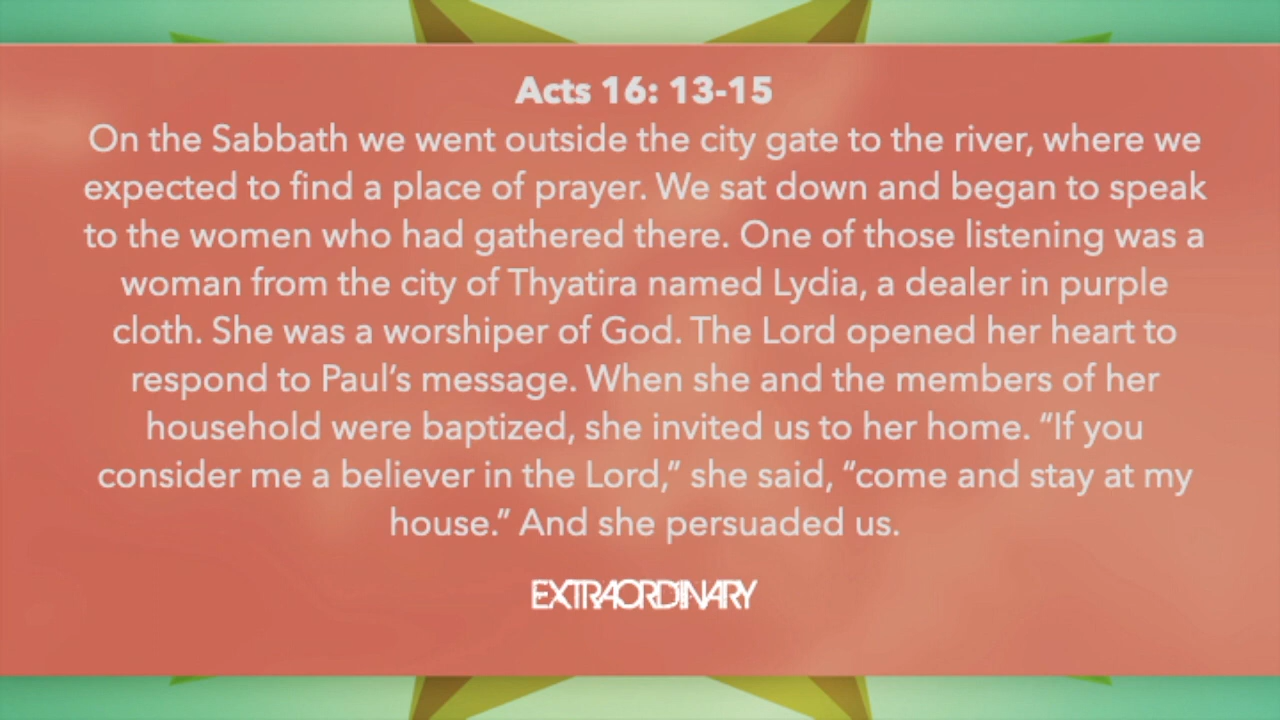 Acts 16: 13-15
On the Sabbath we went outside the city gate to the river, where we
expected to find a place of prayer. We sat down and began to speak
to the women who had gathered there. One of those listening was a
woman from the city of Thyatira named Lydia, a dealer in purple
cloth. She was a worshiper of God. The Lord opened her heart to
respond to Paul’s message. When she and the members of her
household were baptized, she invited us to her home. “If you
consider me a believer in the Lord,” she said, “come and stay at my
house.” And she persuaded us.
EXTRAORDINARY